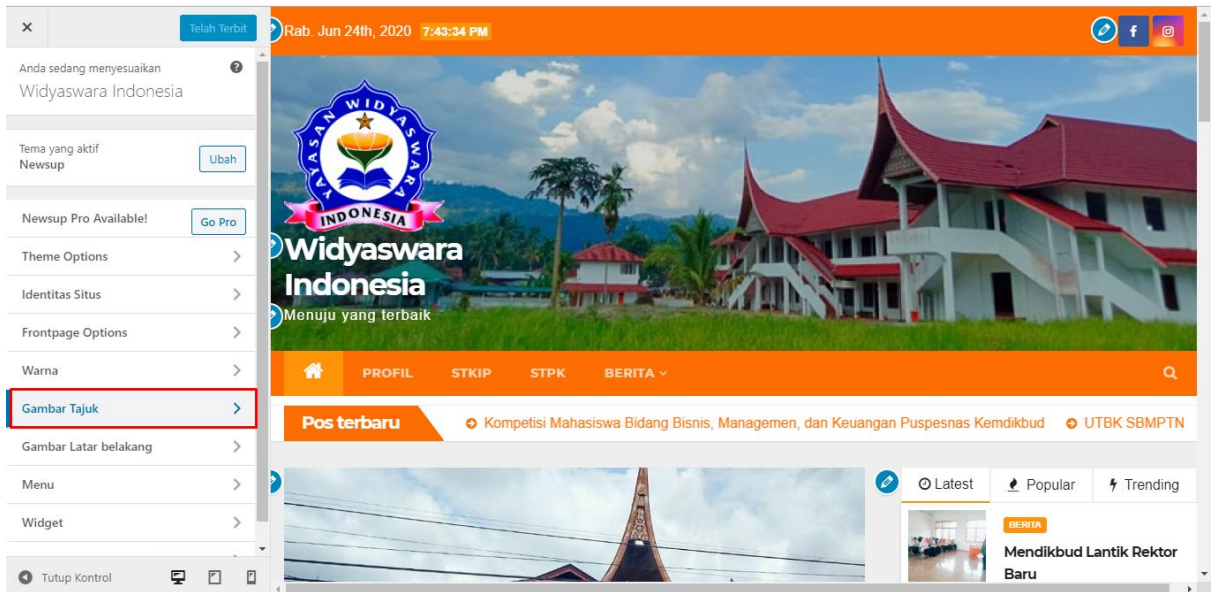 Telah Terbit
Anda sedang menyesuaikan
Widyaswara Indonesia
Tema yang aktif
Newsup
Ubah
Newsup Pro Available!
Go Pro
Theme Options
Identitas Situs
Frontpage Options
Warna
Gambar Tajuk
Gambar Latar belakang
Menu
Widget
Tutup Kontrol
Rab. Jun 24th, 2020 7:43:34 PM
YAYASAN WIDYASWARA
INDONESIA
Widyaswara
Indonesia
Menuju yang terbaik
PROFIL STKIP STPK BERITA
Pos terbaru
Kompetisi Mahasiswa Bidang Bisnis, Managemen, dan Keuangan Puspesnas Kemdikbud UTBK SBMPTN
Latest Popular Trending
BERITA
Mendikbud Lantik Rektor
Baru